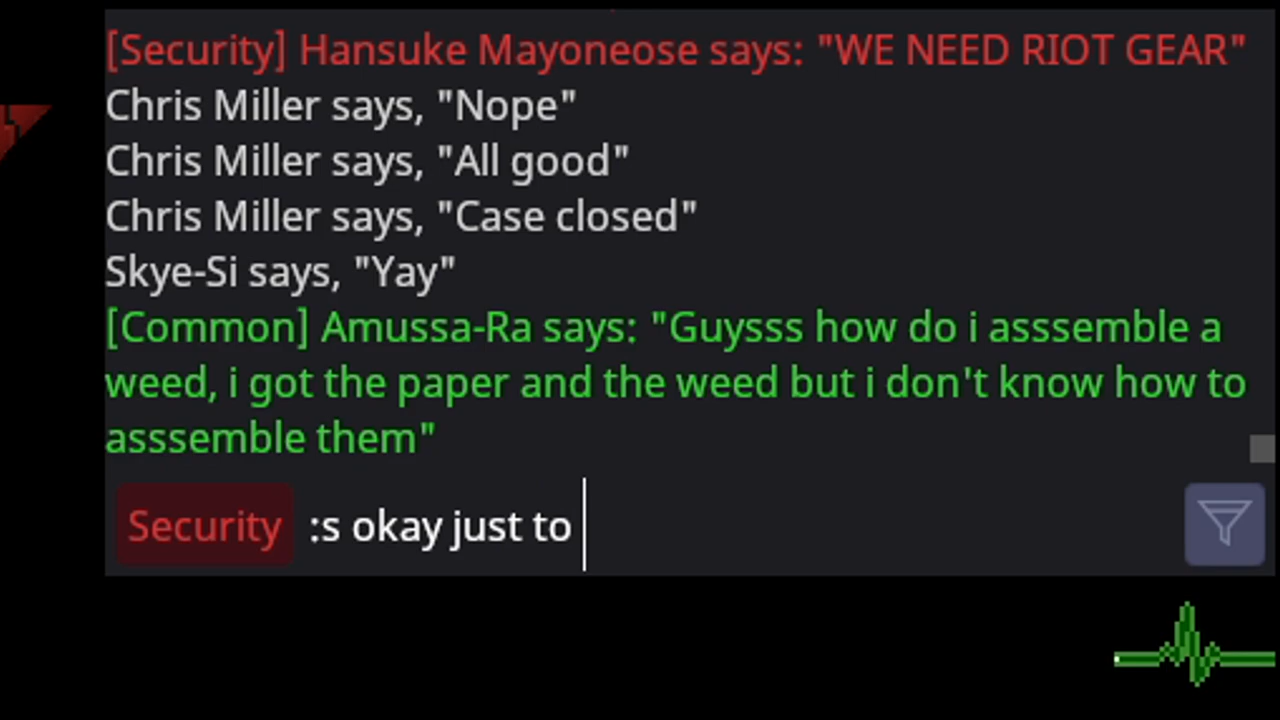 [Security] Hansuke Mayoneose says: "WE NEED RIOT GEAR"
Chris Miller says, "Nope"
Chris Miller says, "All good"
Chris Miller says, "Case closed"
Skye-Si says, "Yay"
[Common] Amussa-Ra says: "Guysss how do i asssemble a
weed, i got the paper and the weed but i don't know how to
asssemble them"
Security :s okay just to